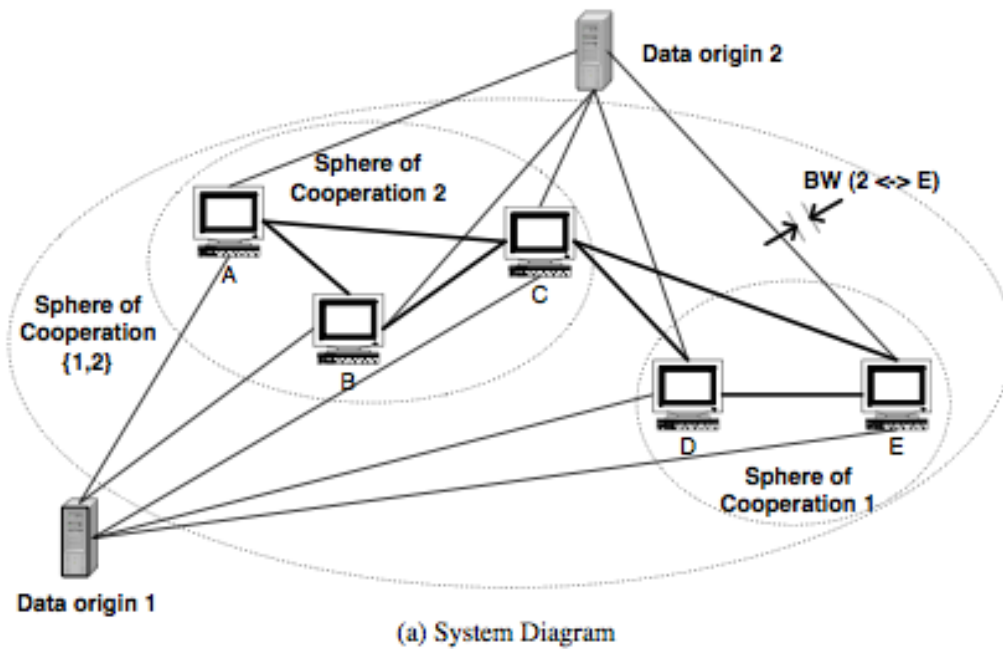 Data origin 2
Sphere of
Cooperation 2
BW (2 <-> E)
A
C
Sphere of
Cooperation
{1,2}
B
D
E
Sphere of
Cooperation 1
Data origin 1
(a) System Diagram